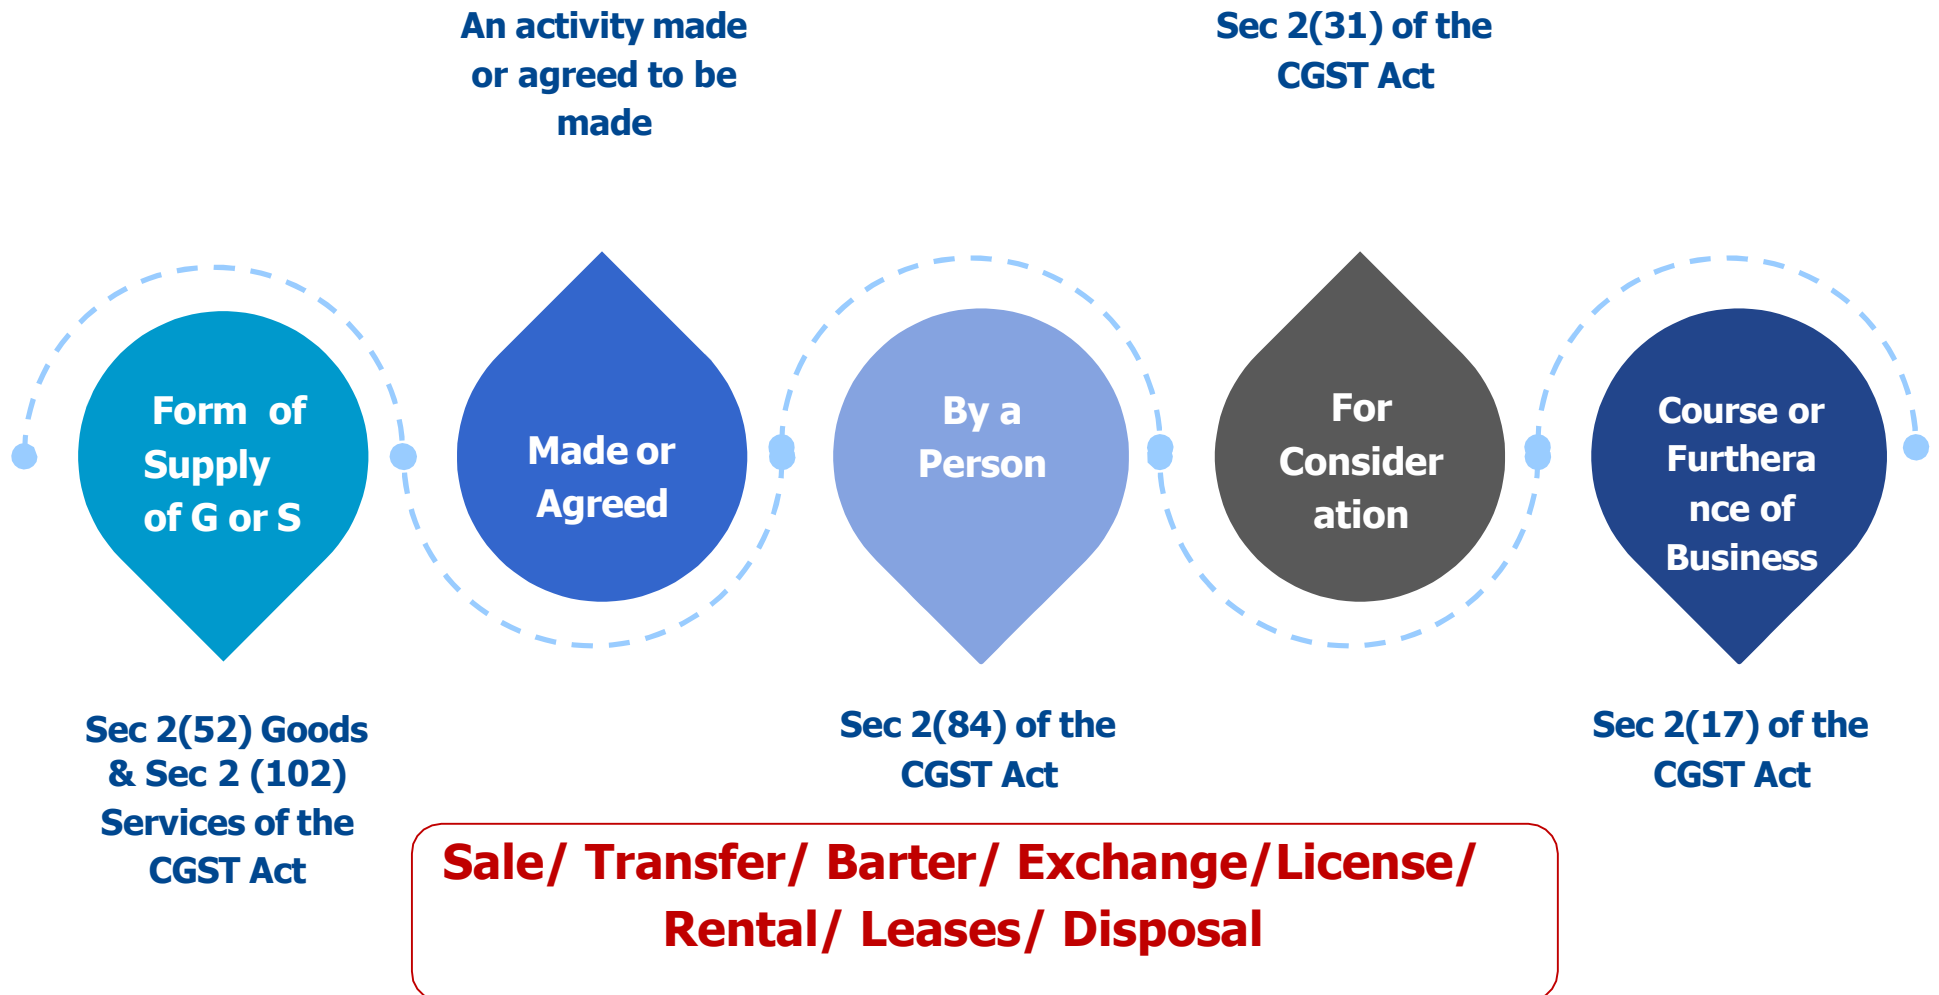 An activity made
or agreed to be
made
Sec 2(31) of the
CGST Act
Form of
Supply
of G or S
Made or
Agreed
By a
Person
For
Consider
ation
Course or
Furthera
nce of
Business
Sec 2(52) Goods
& Sec 2 (102)
Services of the
CGST Act
Sec 2(84) of the
CGST Act
Sec 2(17) of the
CGST Act
Sale/ Transfer/ Barter/ Exchange/License/
Rental/ Leases/ Disposal